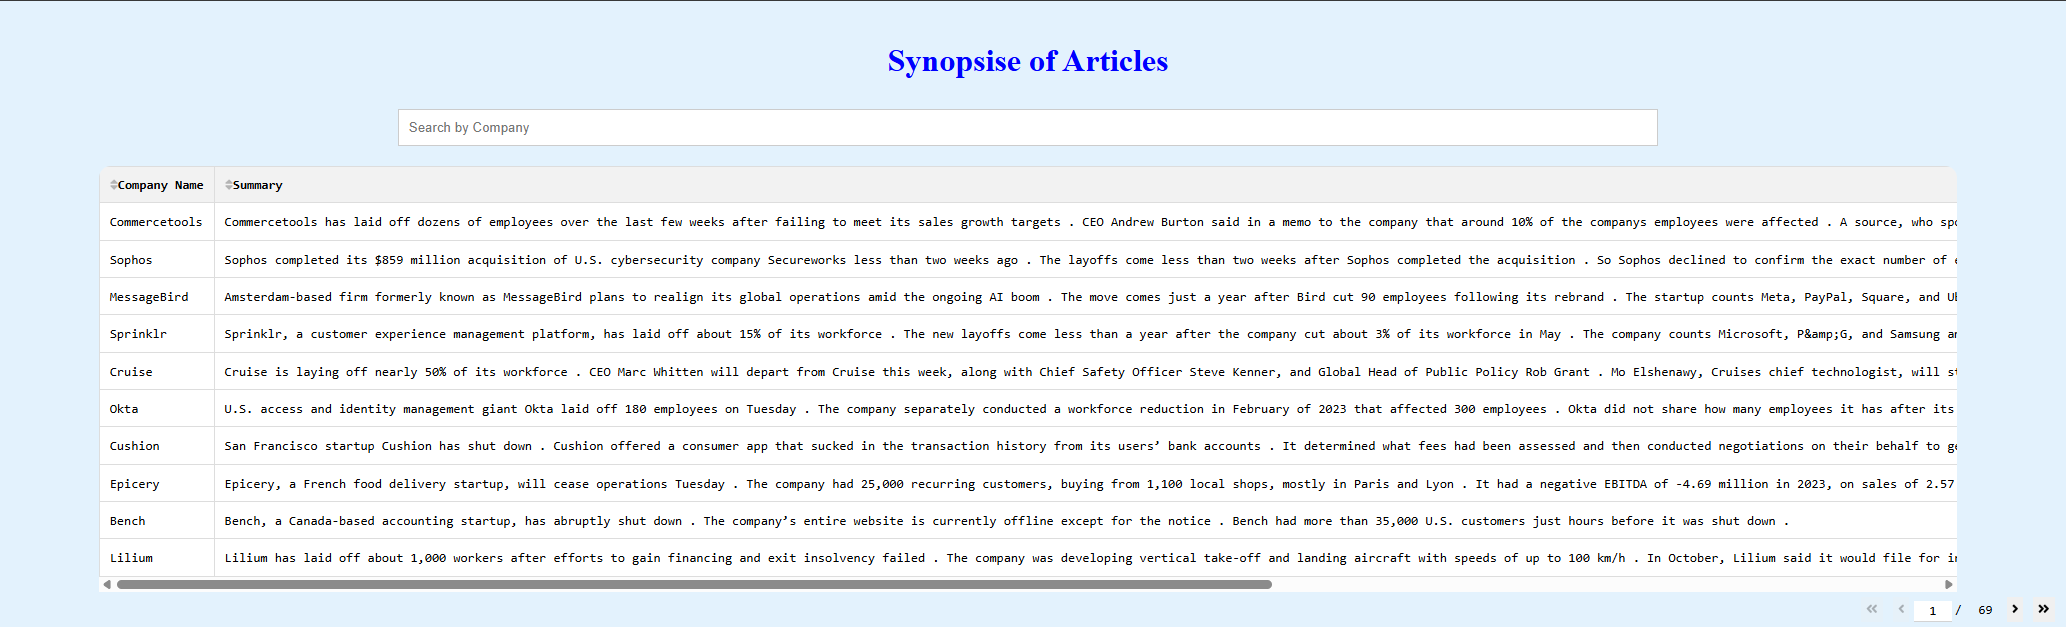 Synopsise of Articles
Search by Company
Company Name Summary
Commercetools Commercetools has laid off dozens of employees over the last few weeks after failing to meet its sales growth targets . CEO Andrew Burton said in a memo to the company that around 10% of the companys employees were affected . A source, who
Sophos Sophos completed its $859 million acquisition of U.S. cybersecurity company Secureworks less than two weeks ago . The layoffs come less than two weeks after Sophos completed the acquisition . So Sophos declined to confirm the exact number of
MessageBird Amsterdam-based firm formerly known as MessageBird plans to realign its global operations amid the ongoing AI boom . The move comes just a year after Bird cut 90 employees following its rebrand . The startup counts Meta, PayPal, Square, and
Sprinklr Sprinklr, a customer experience management platform, has laid off about 15% of its workforce . The new layoffs come less than a year after the company cut about 3% of its workforce in May . The company counts Microsoft, P&amp;G, and Samsung
Cruise Cruise is laying off nearly 50% of its workforce . CEO Marc Whitten will depart from Cruise this week, along with Chief Safety Officer Steve Kenner, and Global Head of Public Policy Rob Grant . Mo Elshenawy, Cruises chief technologist, will
Okta U.S. access and identity management giant Okta laid off 180 employees on Tuesday . The company separately conducted a workforce reduction in February of 2023 that affected 300 employees . Okta did not share how many employees it has after its
Cushion San Francisco startup Cushion has shut down . Cushion offered a consumer app that sucked in the transaction history from its users’ bank accounts . It determined what fees had been assessed and then conducted negotiations on their behalf to
Epicery Epicery, a French food delivery startup, will cease operations Tuesday . The company had 25,000 recurring customers, buying from 1,100 local shops, mostly in Paris and Lyon . It had a negative EBITDA of -4.69 million in 2023, on sales of 2.57
Bench Bench, a Canada-based accounting startup, has abruptly shut down . The company’s entire website is currently offline except for the notice . Bench had more than 35,000 U.S. customers just hours before it was shut down .
Lilium Lilium has laid off about 1,000 workers after efforts to gain financing and exit insolvency failed . The company was developing vertical take-off and landing aircraft with speeds of up to 100 km/h . In October, Lilium said it would file for
« ‹ 1 / 69 › »